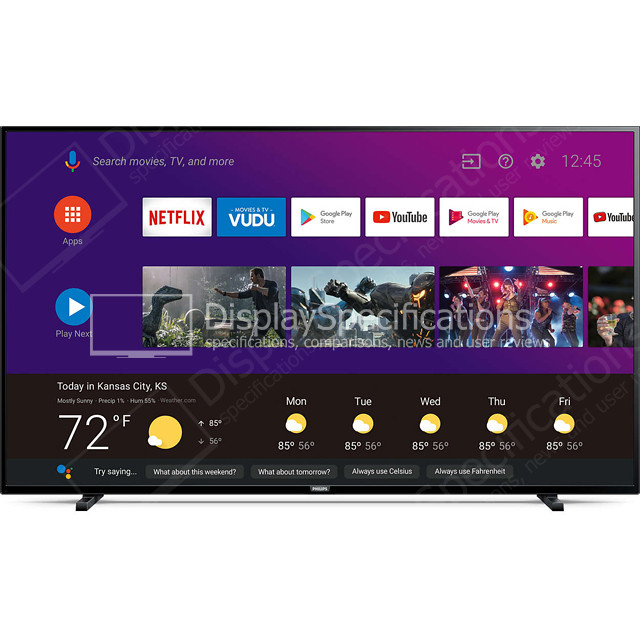 Search movies, TV, and more
12:45
Apps
NETFLIX
MOVIES & TV
VUDU
Google Play
Store
YouTube
Google Play
Movies & TV
Google Play
Music
YouTube
Play Next
DisplaySpecifications
specifications, comparisons, news and user reviews
Today in Kansas City, KS
Mostly Sunny · Precip 1% · Hum 55% · Weather.com
72°F
↑ 85°
↓ 56°
Mon
Tue
Wed
Thu
Fri
85° 56°
85° 56°
85° 56°
85° 56°
85° 56°
Try saying...
What about this weekend?
What about tomorrow?
Always use Celsius
Always use Fahrenheit
PHILIPS